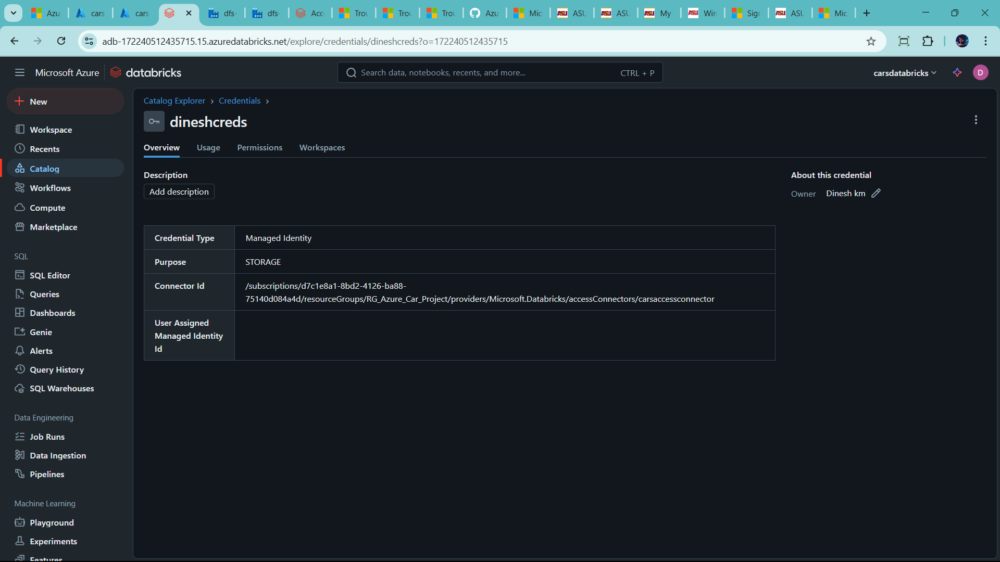 Azu
cars
cars
dfs-
dfs-
Acc
Trou
Trou
Trou
Azu
Mic
ASU
ASU
My
Win
Sign
ASU
Mic
adb-172240512435715.15.azuredatabricks.net/explore/credentials/dineshcreds?o=172240512435715
Microsoft Azure
databricks
Search data, notebooks, recents, and more...
CTRL + P
carsdatabricks
D
New
Workspace
Recents
Catalog
Workflows
Compute
Marketplace
SQL
SQL Editor
Queries
Dashboards
Genie
Alerts
Query History
SQL Warehouses
Data Engineering
Job Runs
Data Ingestion
Pipelines
Machine Learning
Playground
Experiments
Features
Catalog Explorer › Credentials ›
dineshcreds
Overview
Usage
Permissions
Workspaces
Description
Add description
Credential Type
Managed Identity
Purpose
STORAGE
Connector Id
/subscriptions/d7c1e8a1-8bd2-4126-ba88-
75140d084a4d/resourceGroups/RG_Azure_Car_Project/providers/Microsoft.Databricks/accessConnectors/carsaccessconnector
User Assigned
Managed Identity
Id
About this credential
Owner Dinesh km